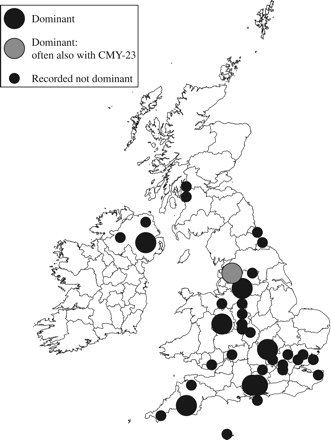 Dominant
Dominant:
often also with CMY-23
Recorded not dominant